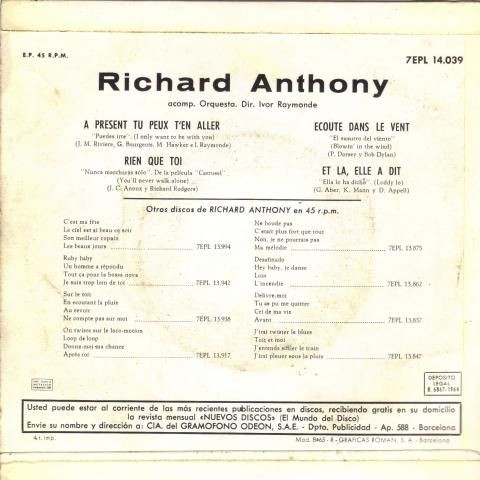 E.P. 45 R.P.M.
7EPL 14.039
Richard Anthony
acomp. Orquesta. Dir. Ivor Raymonde
A PRESENT TU PEUX T'EN ALLER
"Puedes irte". (I only want to be with you)
(J. M. Riviere, G. Bourgeois, M. Hawker e I. Raymonde)
RIEN QUE TOI
"Nunca marcharás sólo". De la película "Carrusel".
(You'll never walk alone)
(J. C. Anoux y Richard Rodgers)
ECOUTE DANS LE VENT
"El susurro del viento"
(Blowin' in the wind)
(P. Dorsey y Bob Dylan)
ET LA, ELLE A DIT
"Ella lo ha dicho". (Loddy lo)
(G. Aber, K. Mann y D. Appell)
Otros discos de RICHARD ANTHONY en 45 r.p.m.
C'est ma fête
Le ciel est si beau ce soir
Son meilleur copain
Les beaux jours 7EPL 13.994
Ruby baby
Un homme a répondu
Tout ça pour la bossa nova
Je suis trop loin de toi 7EPL 13.942
Sur le toit
En ecoutant la pluie
Au revoir
Ne compte pas sur moi 7EPL 13.938
On twiste sur le loco-motion
Loop de loop
Donne-moi ma chance
Après toi 7EPL 13.917
Ne boude pas
C'était plus fort que tout
Non, je ne pourrais pas
Ma mélodie 7EPL 13.875
Desafinado
Hey baby, je danse
Loin
L'incendie 7EPL 13.862
Delivre-moi
Tu as pu me quitter
Cri de ma vie
Avant 7EPL 13.857
J'irai twister le blues
Toit et moi
J'entends siffler le train
J'irai pleuer sous la pluie 7EPL 13.847
DEPOSITO
LEGAL
B. 6867-1964
Usted puede estar al corriente de las más recientes publicaciones en discos, recibiendo gratis en su domicilio
la revista mensual «NUEVOS DISCOS» (El Mundo del Disco)
Envíe su nombre y dirección a: CIA. del GRAMOFONO ODEON, S.A.E. - Dpto. Publicidad - Ap. 588 - Barcelona
4 t. imp.
Mod. 8463 - R - GRAFICAS ROMAN, S. A. - Barcelona